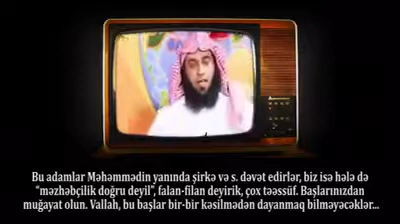 Bu adamlar Məhəmmədin yanında şirkə və s. dəvət edirlər, biz isə hələ də
“məzhəbçilik doğru deyil”, falan-filan deyirik, çox təəssüf. Başlarınızdan
muğayat olun. Vallah, bu başlar bir-bir kəsilmədən dayanmaq bilməyəcəklər...